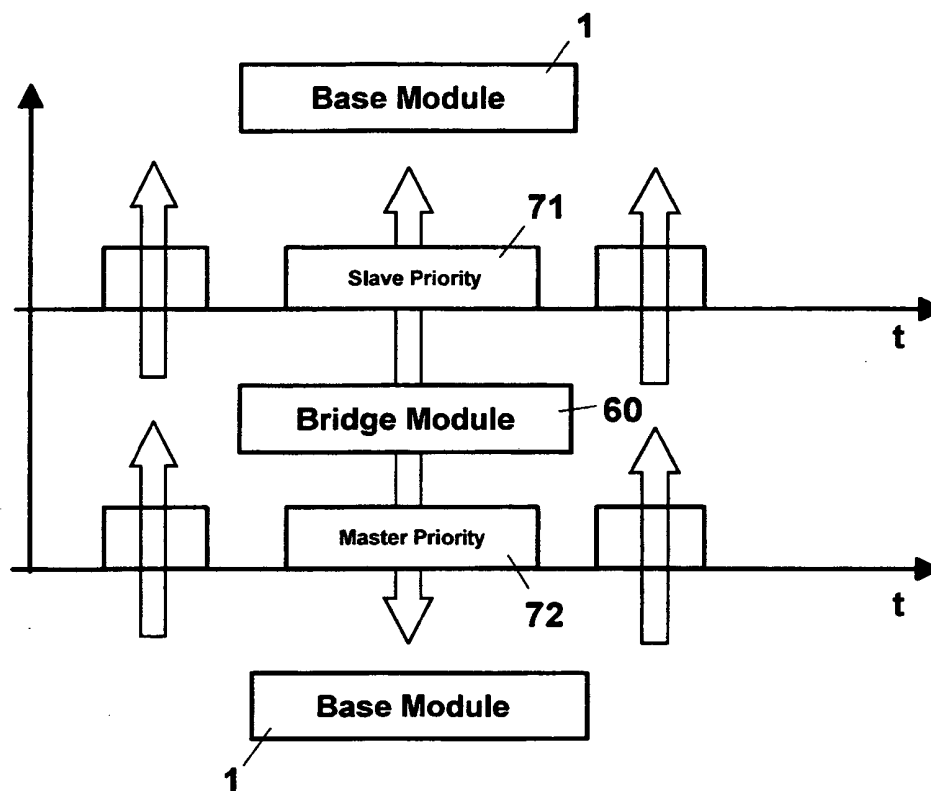 1
Base Module
71
Slave Priority
t
Bridge Module
60
Master Priority
72
t
Base Module
1